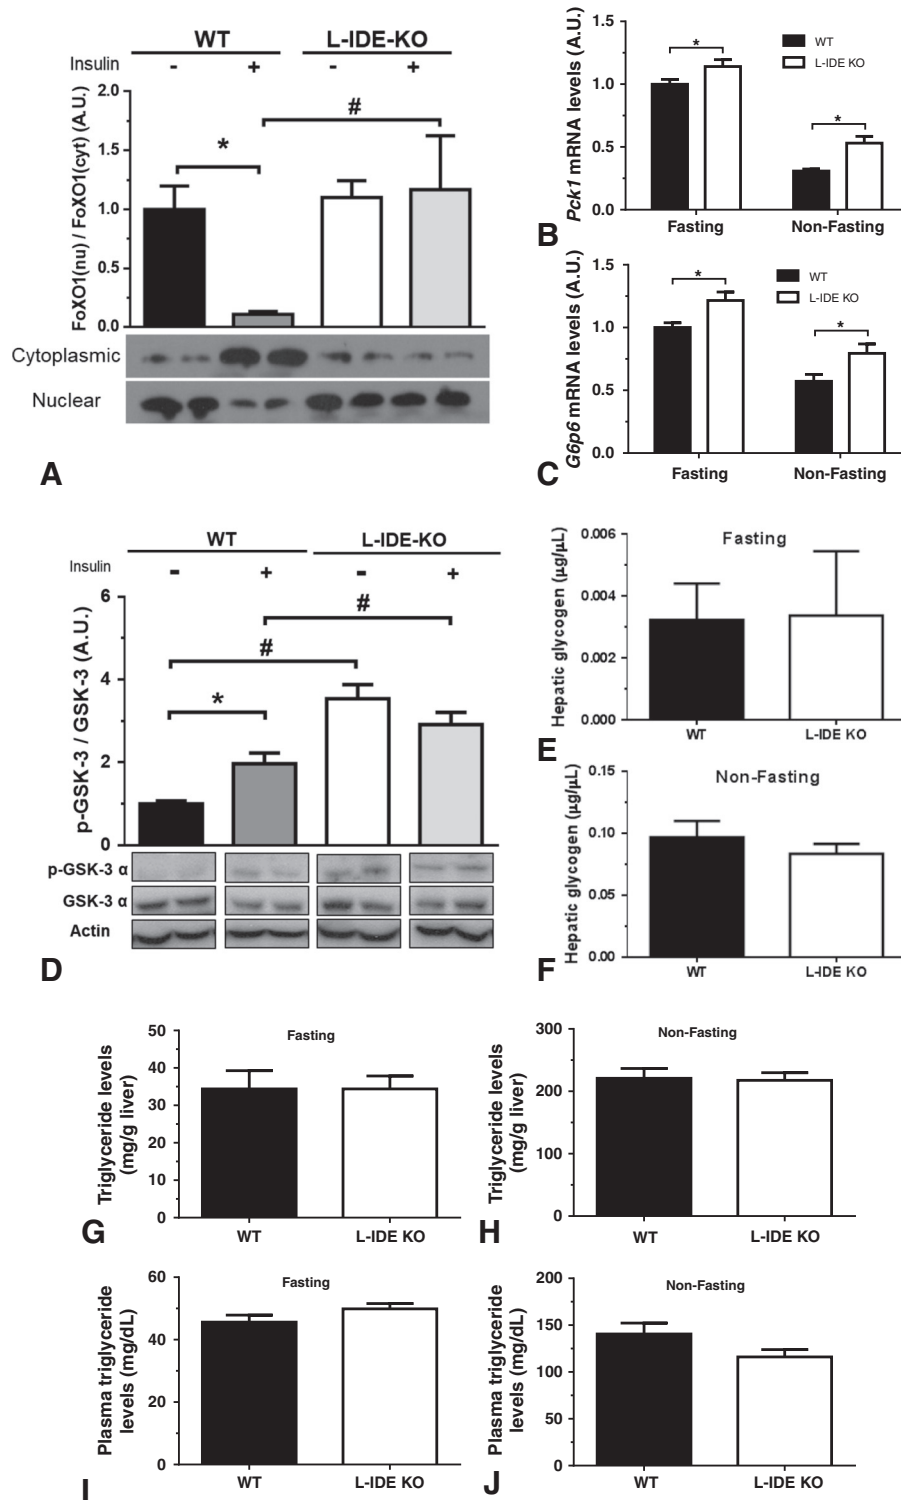 WT L-IDE-KO
Insulin - + - +
FoXO1(nu) / FoXO1(cyt) (A.U.)
2.0
1.5
1.0
0.5
0.0
*
#
Cytoplasmic
Nuclear
A
Pck1 mRNA levels (A.U.)
1.5
1.0
0.5
0.0
*
*
WT
L-IDE KO
Fasting Non-Fasting
B
G6p6 mRNA levels (A.U.)
1.5
1.0
0.5
0.0
*
*
WT
L-IDE KO
Fasting Non-Fasting
C
WT L-IDE-KO
Insulin - + - +
p-GSK-3 / GSK-3 (A.U.)
6
4
2
0
#
#
*
p-GSK-3 α
GSK-3 α
Actin
D
Hepatic glycogen (µg/µL)
Fasting
0.006
0.004
0.002
0.000
WT L-IDE KO
E
Hepatic glycogen (µg/µL)
Non-Fasting
0.15
0.10
0.05
0.00
WT L-IDE KO
F
Triglyceride levels
(mg/g liver)
Fasting
50
40
30
20
10
0
WT L-IDE KO
G
Triglyceride levels
(mg/g liver)
Non-Fasting
300
200
100
0
WT L-IDE KO
H
Plasma triglyceride
levels (mg/dL)
Fasting
60
40
20
0
WT L-IDE KO
I
Plasma triglyceride
levels (mg/dL)
Non-Fasting
200
150
100
50
0
WT L-IDE KO
J